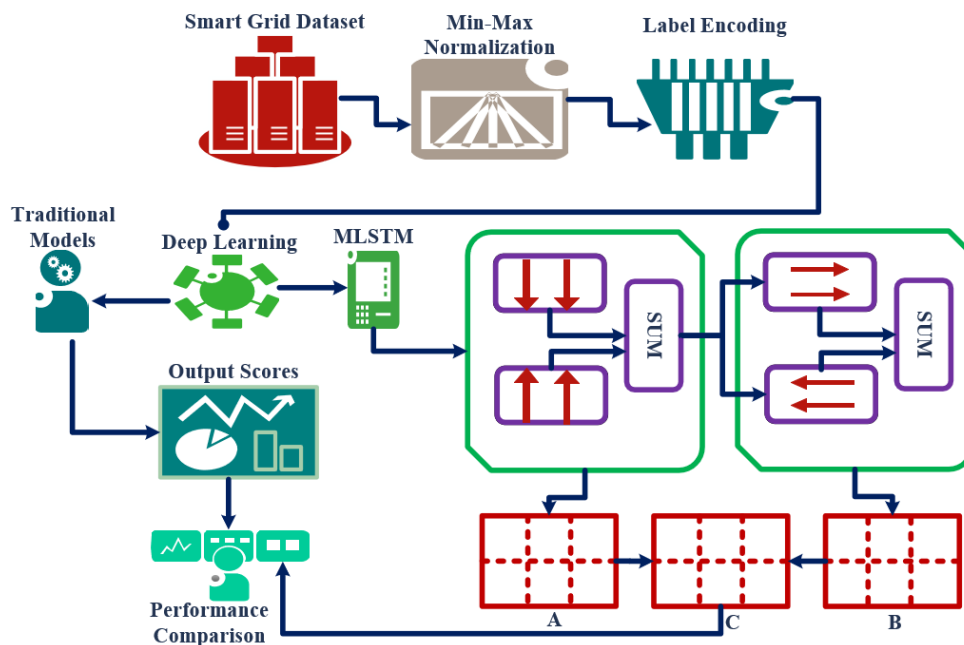 Smart Grid Dataset
Min-Max
Normalization
Label Encoding
Traditional
Models
Deep Learning
MLSTM
SUM
SUM
Output Scores
Performance
Comparison
A
C
B